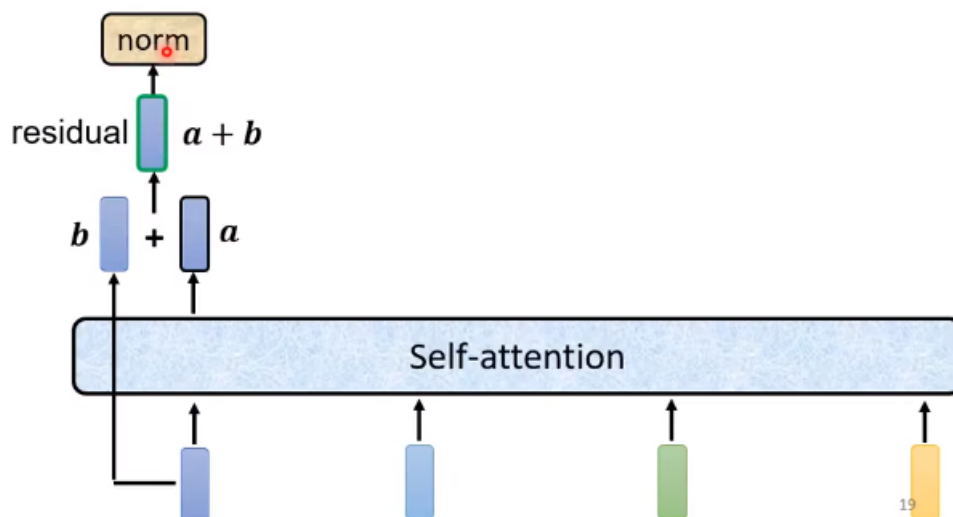 norm
residual a + b
b + a
Self-attention
19